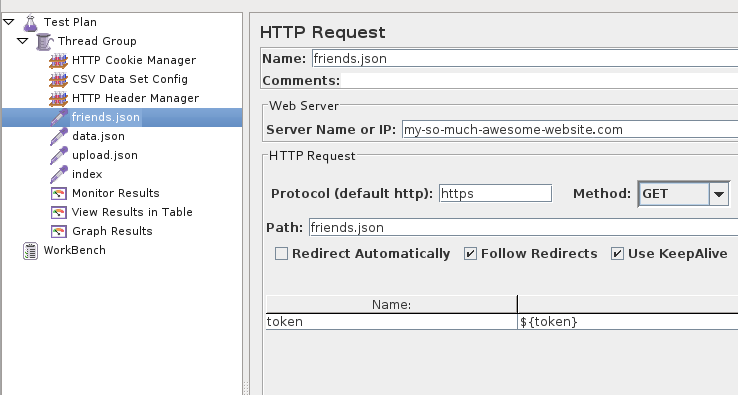 Test Plan
Thread Group
HTTP Cookie Manager
CSV Data Set Config
HTTP Header Manager
friends.json
data.json
upload.json
index
Monitor Results
View Results in Table
Graph Results
WorkBench
HTTP Request
Name: friends.json
Comments:
Web Server
Server Name or IP: my-so-much-awesome-website.com
HTTP Request
Protocol (default http): https Method: GET
Path: friends.json
Redirect Automatically Follow Redirects Use KeepAlive
Name:
token ${token}